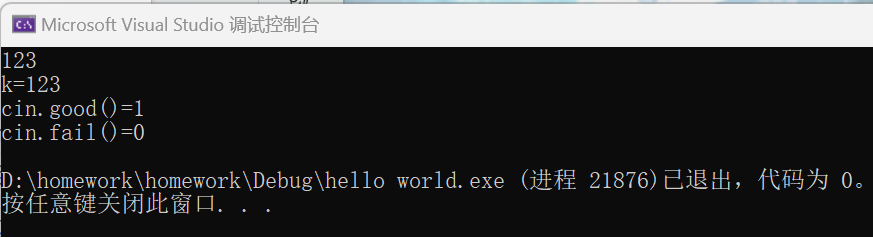 Microsoft Visual Studio 调试控制台
123
k=123
cin.good()=1
cin.fail()=0
D:\homework\homework\Debug\hello world.exe (进程 21876)已退出，代码为 0。
按任意键关闭此窗口. . .